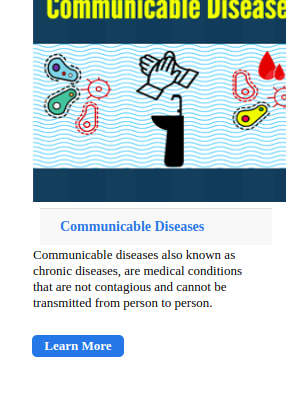 Communicable Disease
Communicable Diseases
Communicable diseases also known as
chronic diseases, are medical conditions
that are not contagious and cannot be
transmitted from person to person.
Learn More